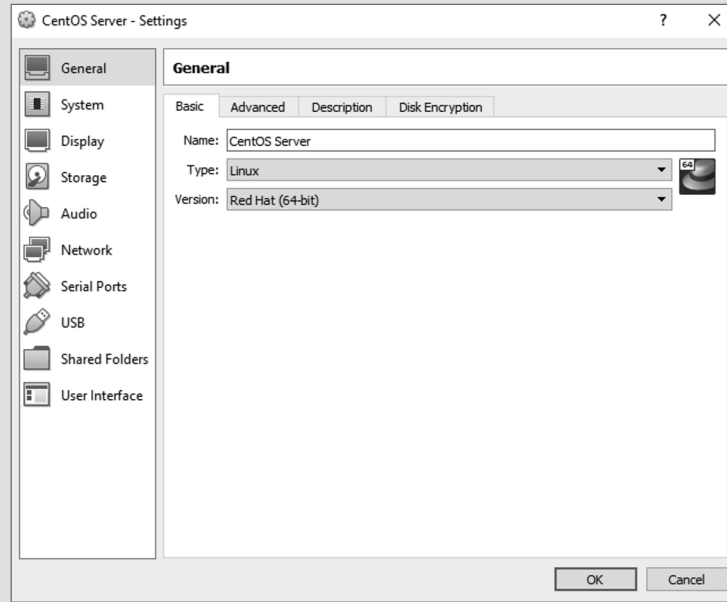 CentOS Server - Settings
?
General
System
Display
Storage
Audio
Network
Serial Ports
USB
Shared Folders
User Interface
General
Basic Advanced Description Disk Encryption
Name: CentOS Server
Type: Linux
64
Version: Red Hat (64-bit)
OK Cancel